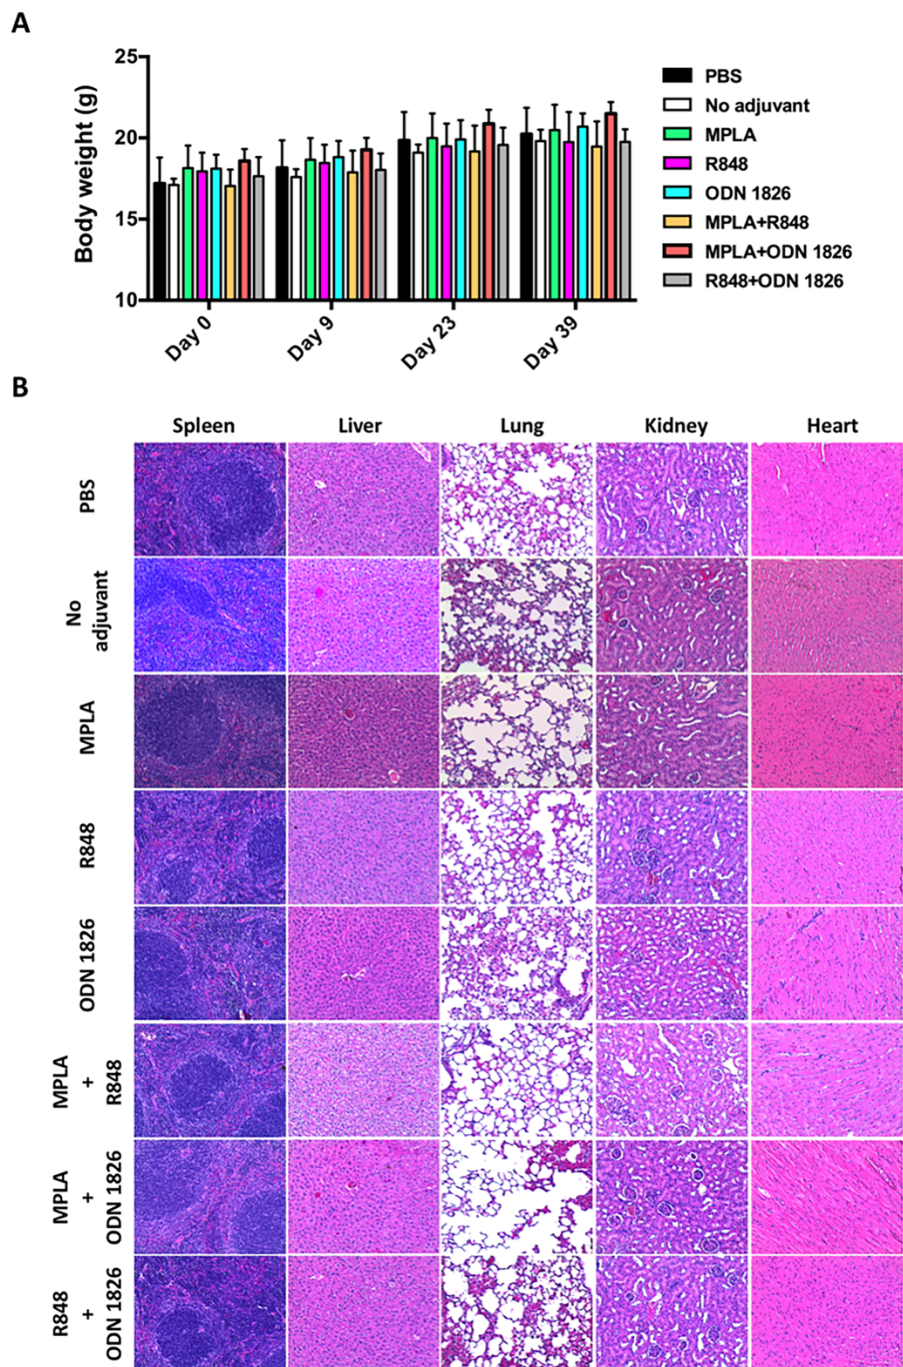 A
Body weight (g)
25
20
15
10
Day 0
Day 9
Day 23
Day 39
PBS
No adjuvant
MPLA
R848
ODN 1826
MPLA+R848
MPLA+ODN 1826
R848+ODN 1826
B
Spleen Liver Lung Kidney Heart
PBS
No
adjuvant
MPLA
R848
ODN 1826
MPLA
+
R848
MPLA
+
ODN 1826
R848
+
ODN 1826